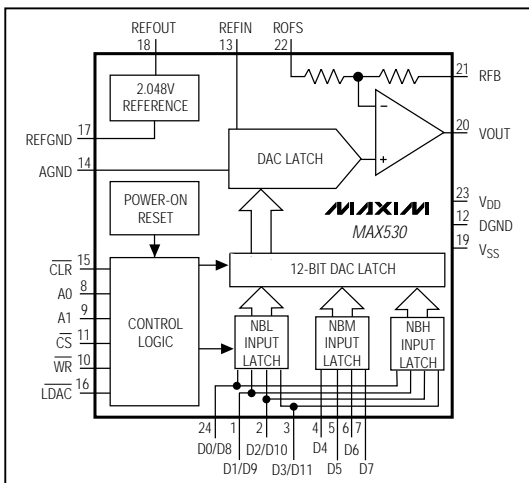 REFOUT REFIN ROFS
18 13 22
21 RFB
2.048V
REFERENCE
17
REFGND
20 VOUT
14
AGND
DAC LATCH
POWER-ON
RESET
MAXIM
MAX530
23 VDD
12 DGND
19 VSS
15
CLR
8
A0
9
A1
11
CS
10
WR
16
LDAC
12-BIT DAC LATCH
CONTROL
LOGIC
NBL
INPUT
LATCH
NBM
INPUT
LATCH
NBH
INPUT
LATCH
24 1 2 3 4 5 6 7
D0/D8 D2/D10 D4 D6
D1/D9 D3/D11 D5 D7